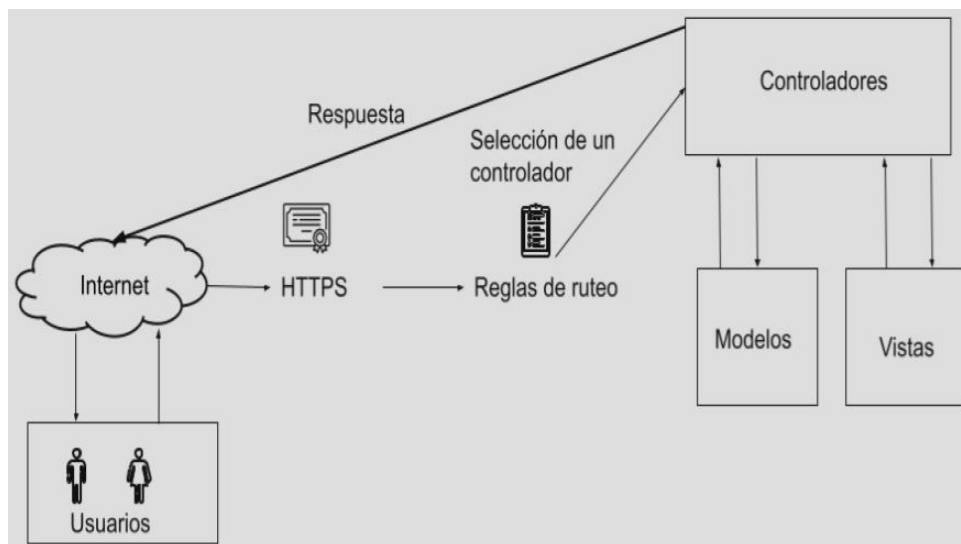 Controladores
Respuesta
Selección de un
controlador
Internet
HTTPS
Reglas de ruteo
Modelos
Vistas
Usuarios